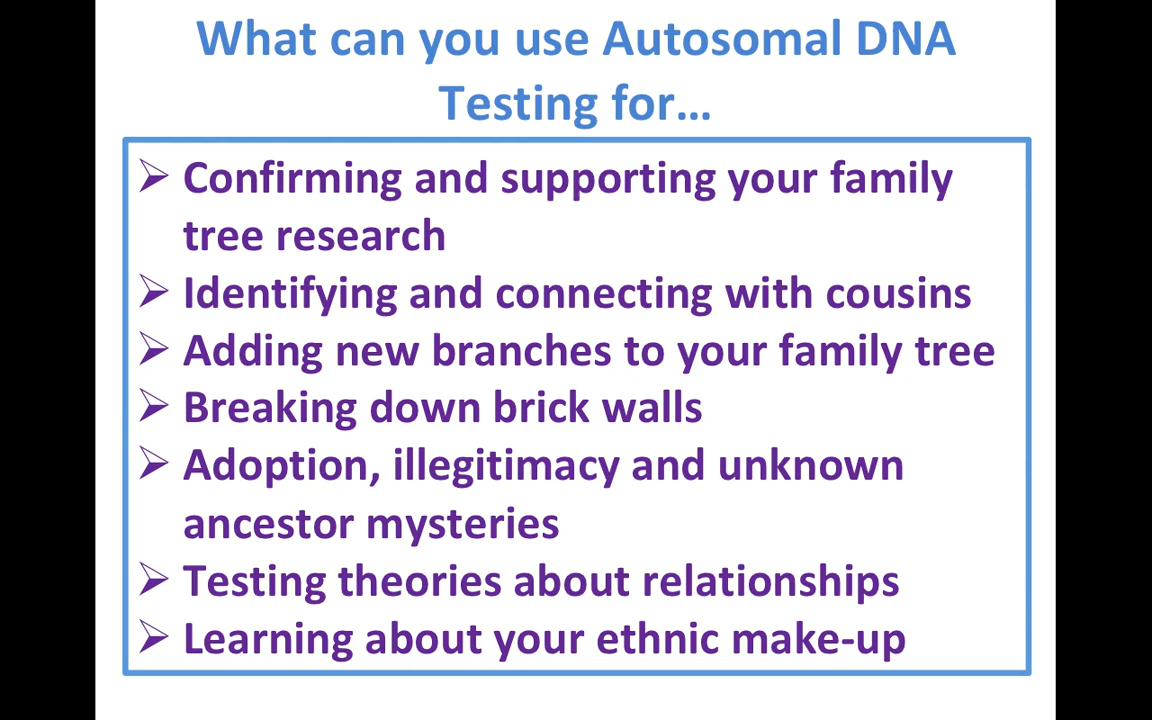 What can you use Autosomal DNA
Testing for...
➢ Confirming and supporting your family
tree research
➢ Identifying and connecting with cousins
➢ Adding new branches to your family tree
➢ Breaking down brick walls
➢ Adoption, illegitimacy and unknown
ancestor mysteries
➢ Testing theories about relationships
➢ Learning about your ethnic make-up